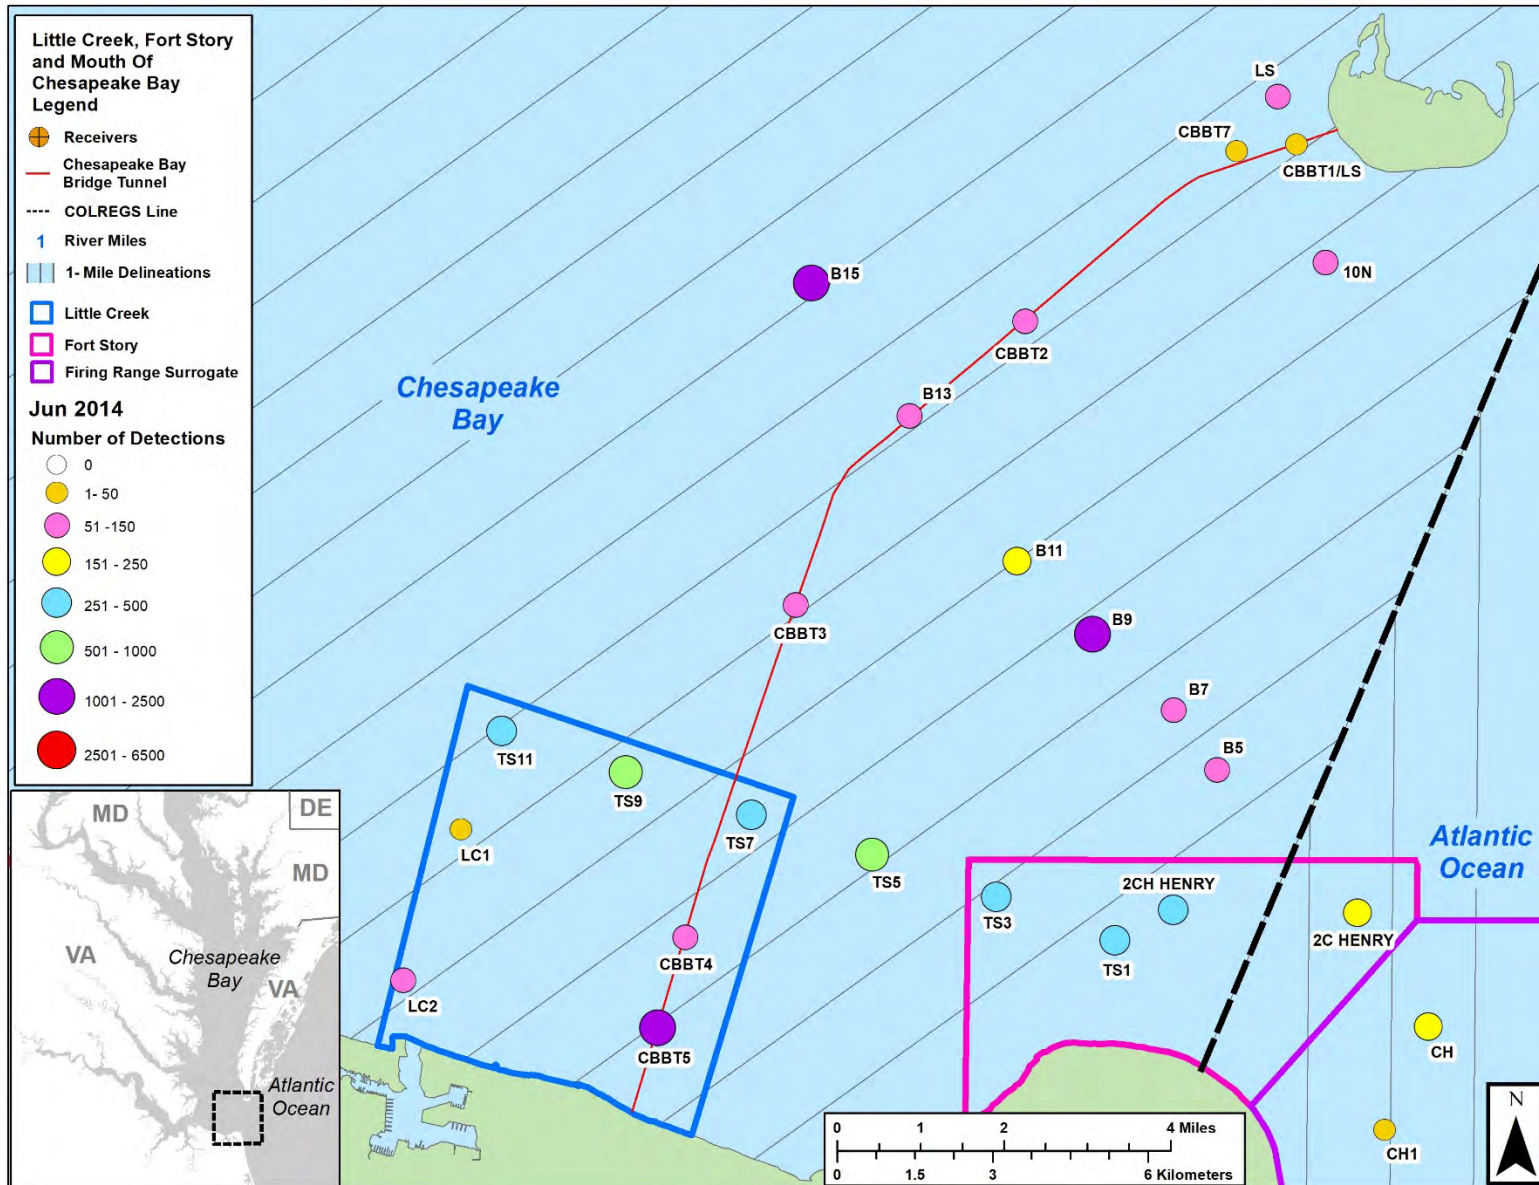 Little Creek, Fort Story
and Mouth Of
Chesapeake Bay
Legend
Receivers
Chesapeake Bay
Bridge Tunnel
COLREGS Line
1 River Miles
1- Mile Delineations
Little Creek
Fort Story
Firing Range Surrogate
Jun 2014
Number of Detections
0
1- 50
51 -150
151 - 250
251 - 500
501 - 1000
1001 - 2500
2501 - 6500
LS
CBBT7
CBBT1/LS
10N
B15
CBBT2
Chesapeake
Bay
B13
B11
CBBT3
B9
B7
B5
TS11
TS9
TS7
LC1
TS5
Atlantic
Ocean
2CH HENRY
TS3
2C HENRY
TS1
CBBT4
LC2
CBBT5
CH
CH1
MD
DE
MD
VA
Chesapeake
Bay
VA
Atlantic
Ocean
0 1 2 4 Miles
0 1.5 3 6 Kilometers
N